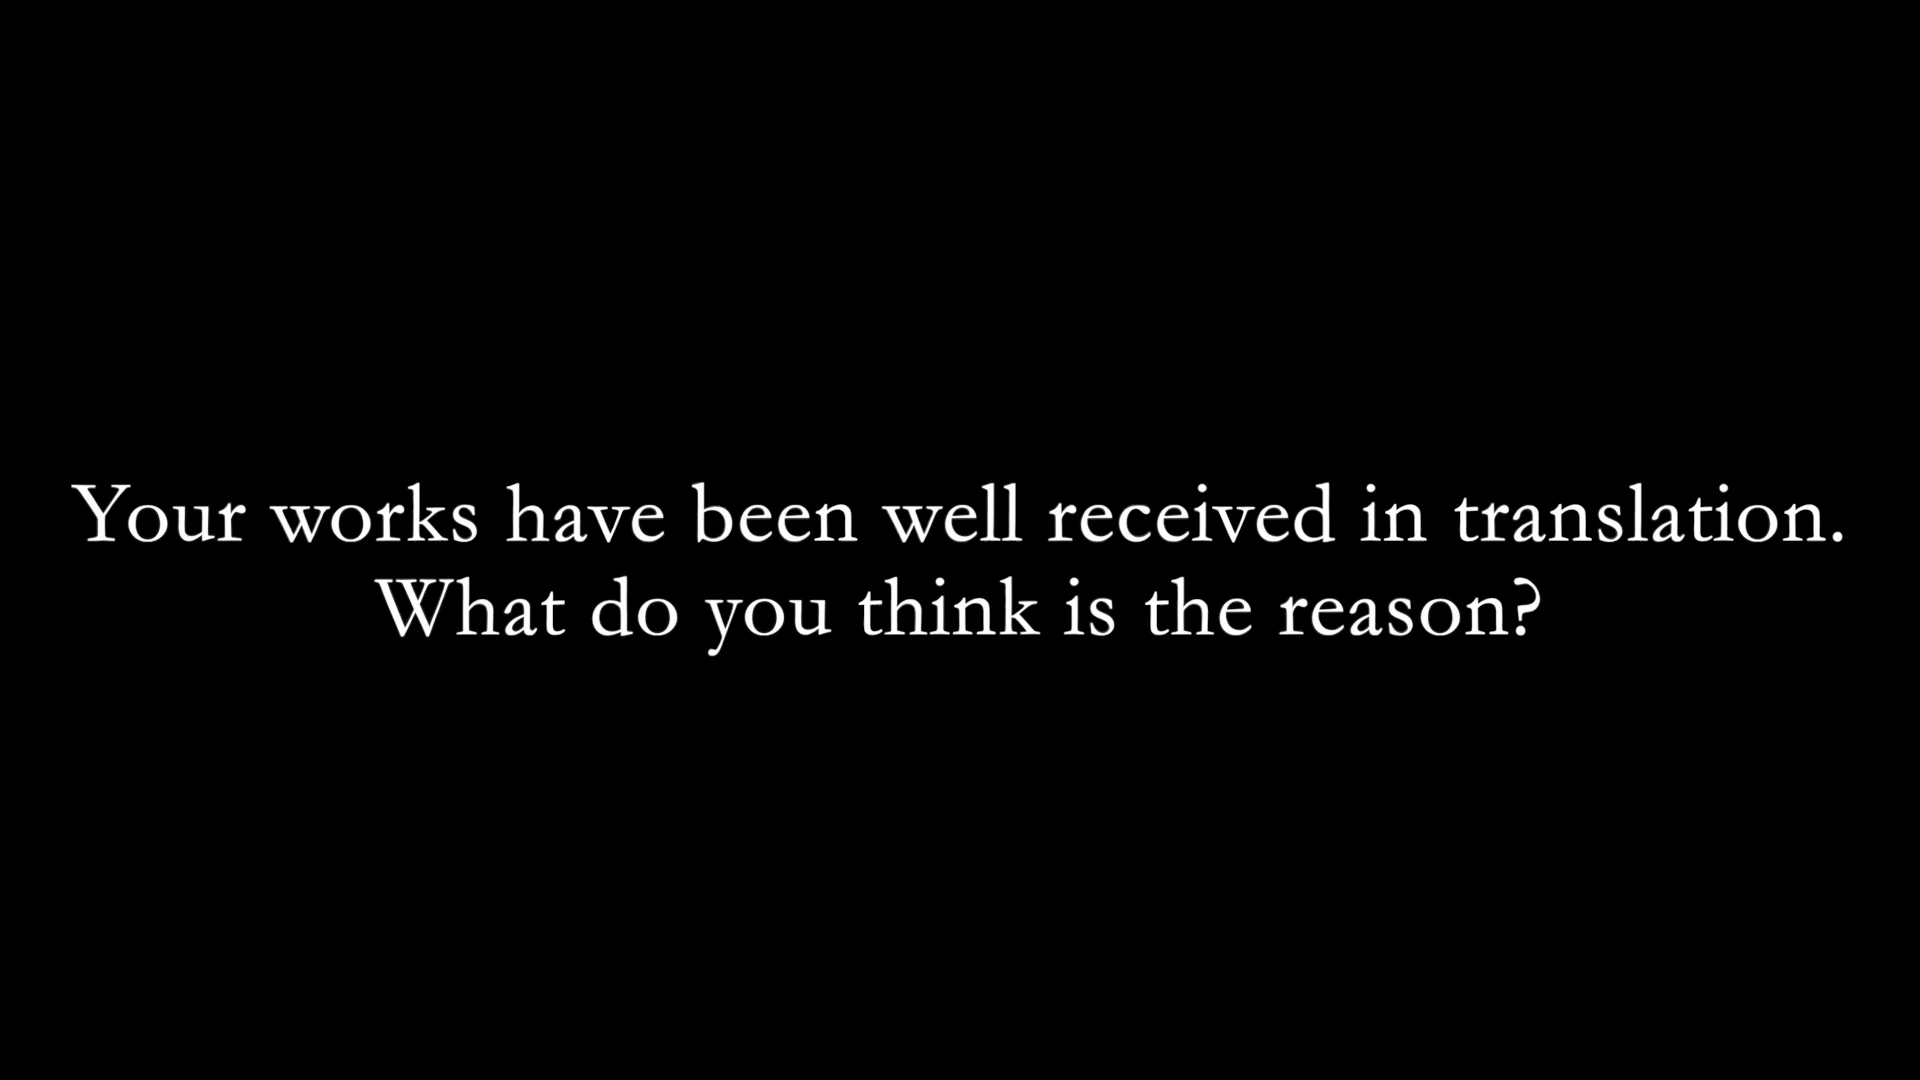 Your works have been well received in translation.
What do you think is the reason?